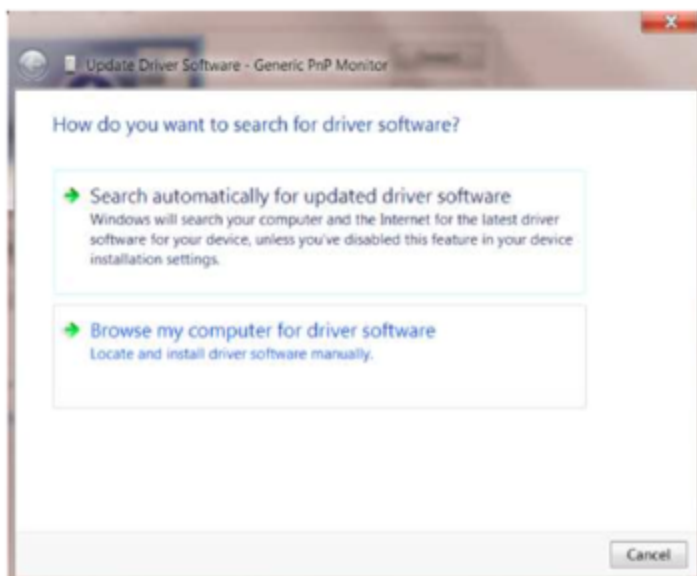 Update Driver Software - Generic PnP Monitor
How do you want to search for driver software?
Search automatically for updated driver software
Windows will search your computer and the Internet for the latest driver
software for your device, unless you've disabled this feature in your device
installation settings.
Browse my computer for driver software
Locate and install driver software manually.
Cancel